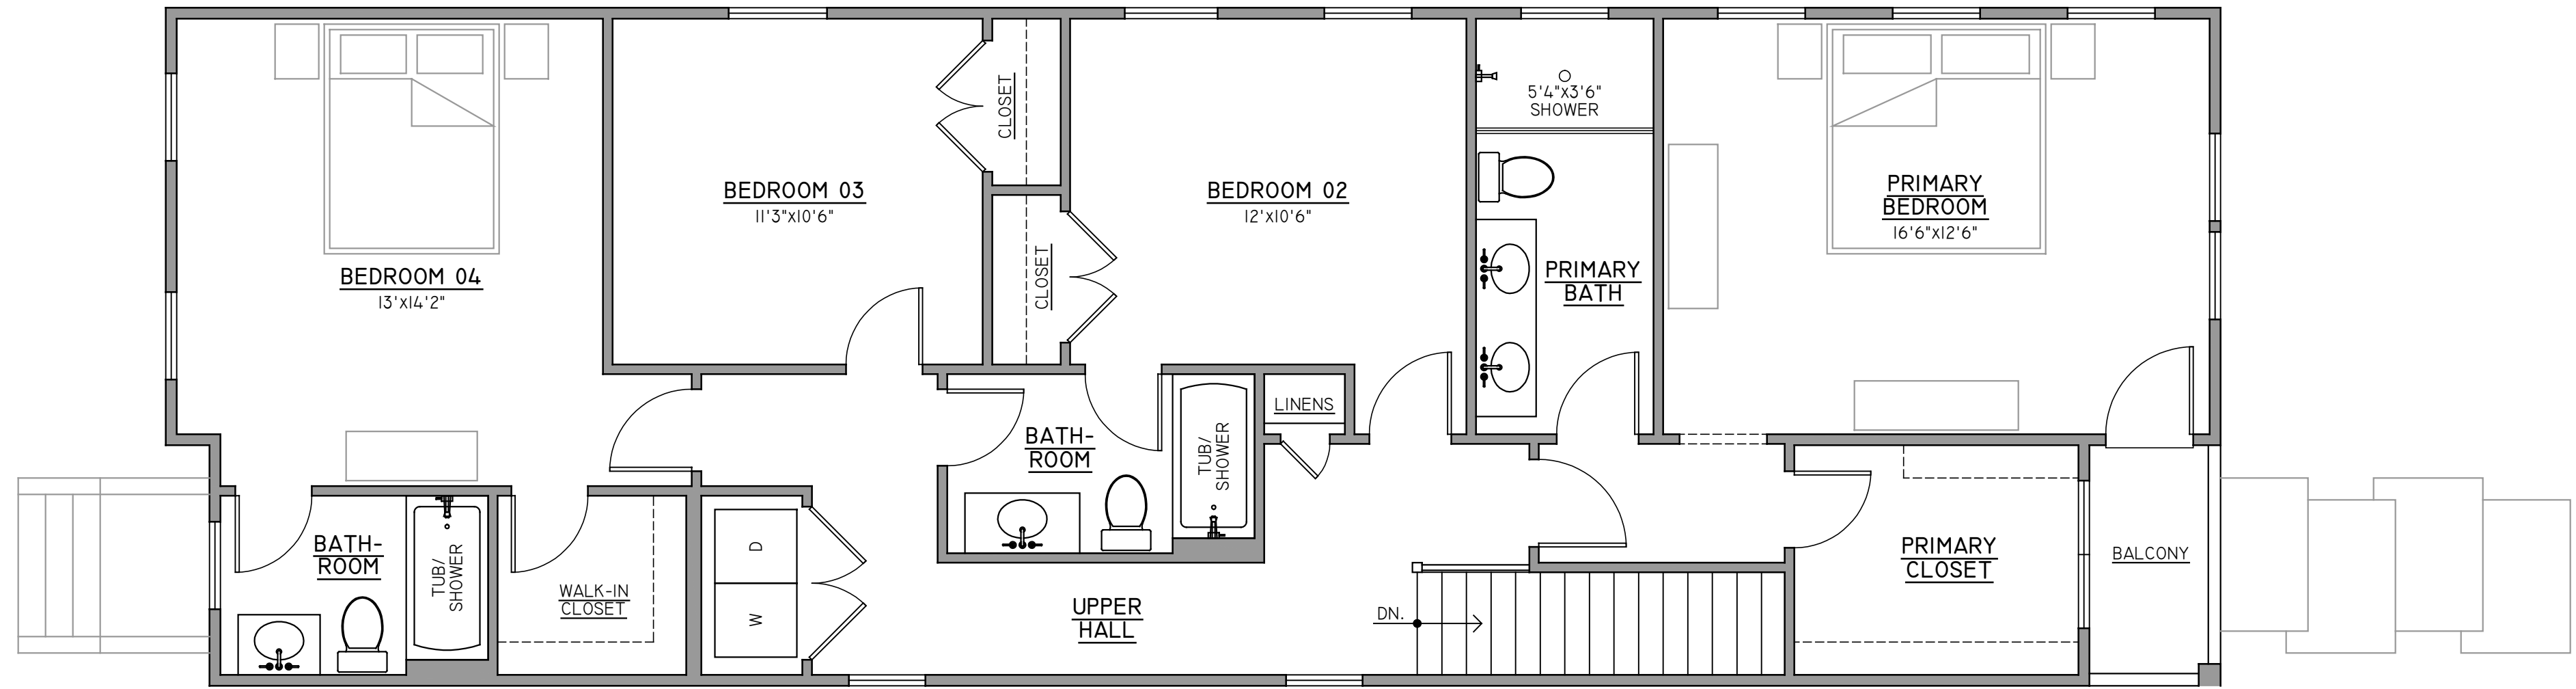 BEDROOM 04
13'x14'2"
BEDROOM 03
11'3"x10'6"
CLOSET
CLOSET
BEDROOM 02
12'x10'6"
5'4"x3'6"
SHOWER
PRIMARY
BATH
PRIMARY
BEDROOM
16'6"x12'6"
BATH-
ROOM
TUB/
SHOWER
WALK-IN
CLOSET
D
W
BATH-
ROOM
TUB/
SHOWER
LINENS
UPPER
HALL
DN.
PRIMARY
CLOSET
BALCONY